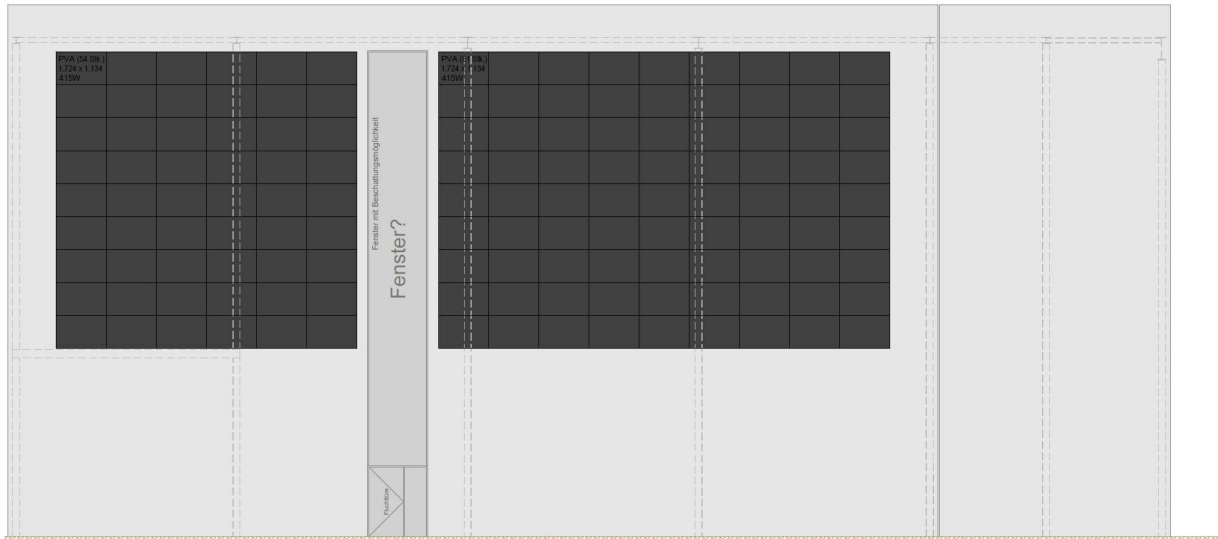 PVA (54 Stk.)
1.724 x 1.134
415W
Fenster mit Beschattungsmöglichkeit
Fenster?
Fluchttüre
PVA (81 Stk.)
1.724 x 1.134
415W